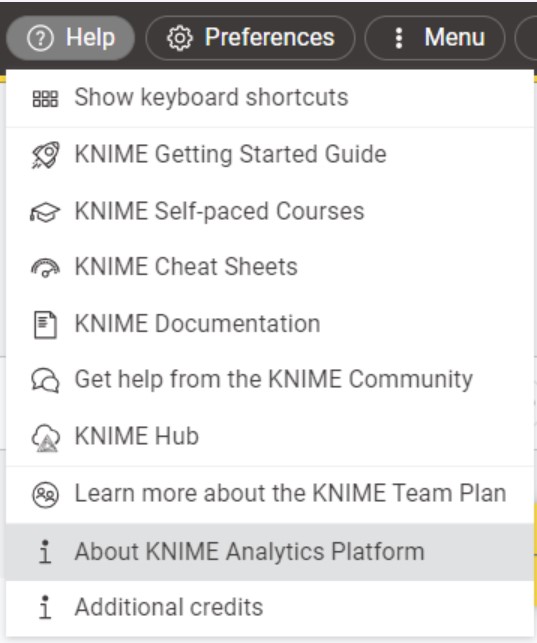 Help
Preferences
Menu
Show keyboard shortcuts
KNIME Getting Started Guide
KNIME Self-paced Courses
KNIME Cheat Sheets
KNIME Documentation
Get help from the KNIME Community
KNIME Hub
Learn more about the KNIME Team Plan
About KNIME Analytics Platform
Additional credits